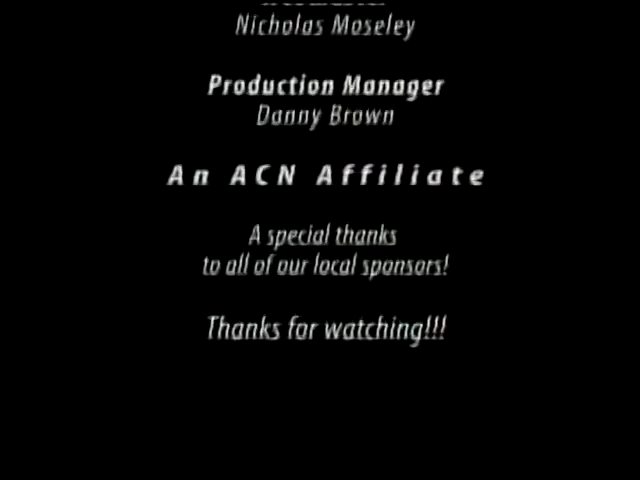 Nicholas Moseley
Production Manager
Danny Brown
An ACN Affiliate
A special thanks
to all of our local sponsors!
Thanks for watching!!!